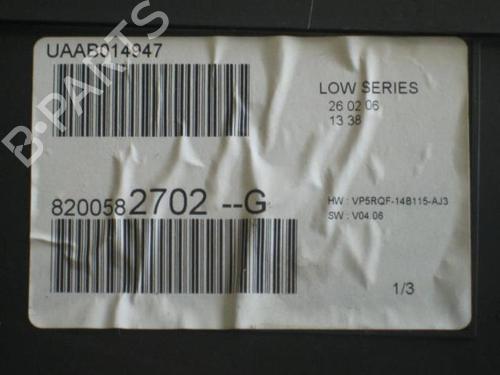 UAAB014947
LOW SERIES
26 02 06
13 38
8200582702 --G
HW : VP5RQF-14B115-AJ3
SW : V04.06
1/3
B-PARTS